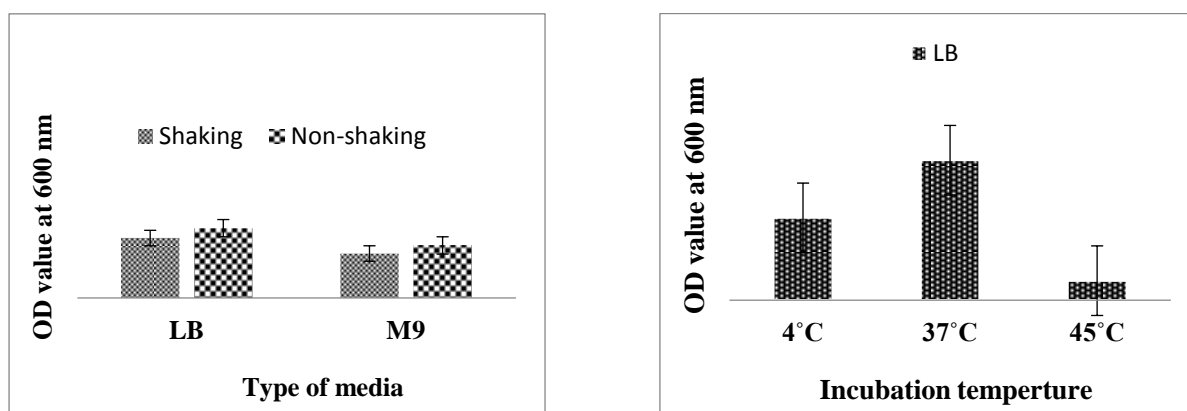 OD value at 600 nm
Shaking
Non-shaking
LB
M9
Type of media
OD value at 600 nm
LB
4˚C
37˚C
45˚C
Incubation temperture